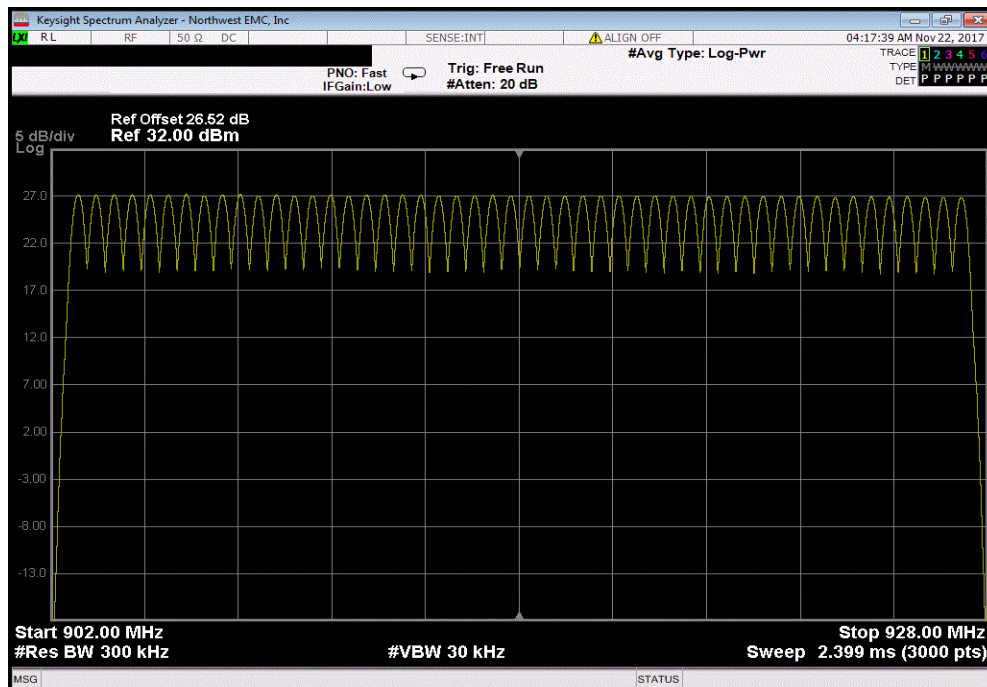 Keysight Spectrum Analyzer - Northwest EMC, Inc
LXI RL RF 50 Ω DC SENSE:INT ALIGN OFF 04:17:39 AM Nov 22, 2017
#Avg Type: Log-Pwr TRACE 1 2 3 4 5 6
PNO: Fast Trig: Free Run TYPE M WWWWW
IFGain:Low #Atten: 20 dB DET P P P P P P
Ref Offset 26.52 dB
5 dB/div Ref 32.00 dBm
Log
27.0
22.0
17.0
12.0
7.00
2.00
-3.00
-8.00
-13.0
Start 902.00 MHz Stop 928.00 MHz
#Res BW 300 kHz #VBW 30 kHz Sweep 2.399 ms (3000 pts)
MSG STATUS